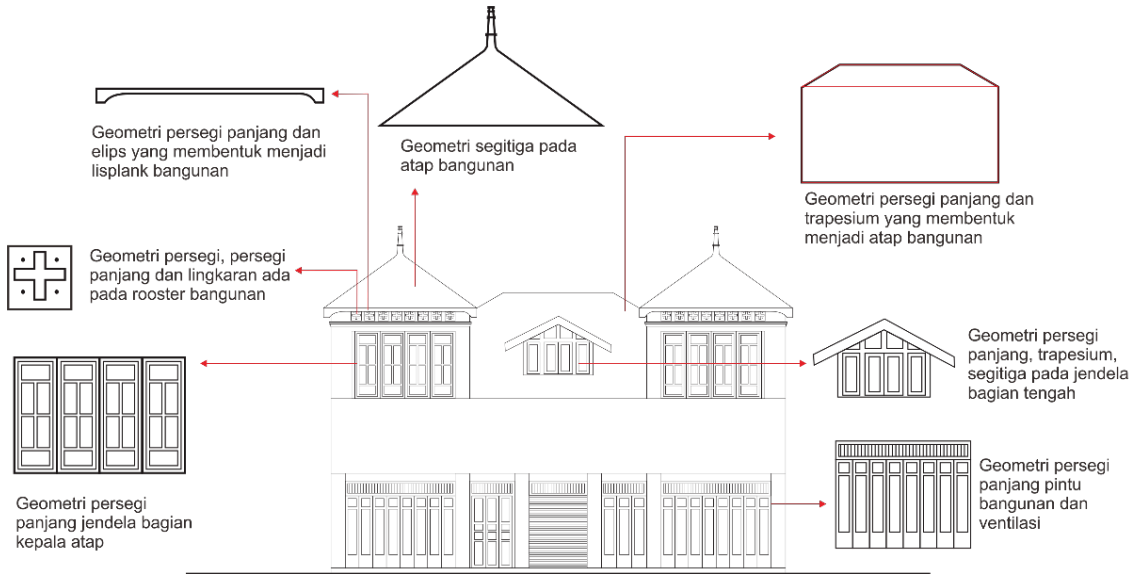 Geometri persegi panjang dan
elips yang membentuk menjadi
lisplank bangunan
Geometri segitiga pada
atap bangunan
Geometri persegi panjang dan
trapesium yang membentuk
menjadi atap bangunan
Geometri persegi, persegi
panjang dan lingkaran ada
pada rooster bangunan
Geometri persegi
panjang, trapesium,
segitiga pada jendela
bagian tengah
Geometri persegi
panjang jendela bagian
kepala atap
Geometri persegi
panjang pintu
bangunan dan
ventilasi